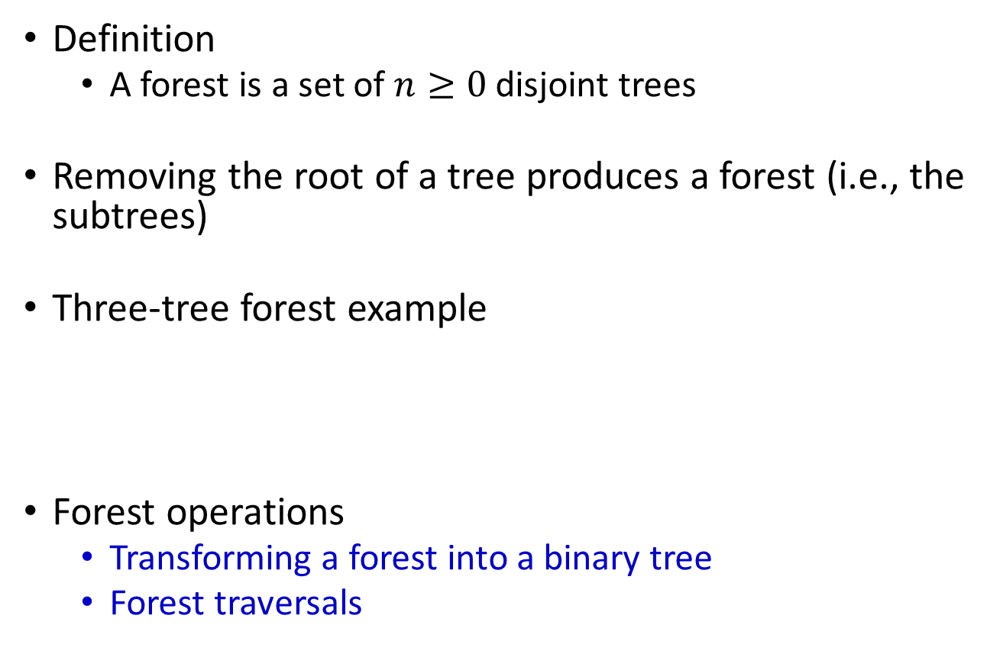 • Definition
• A forest is a set of 𝑛 ≥ 0 disjoint trees
• Removing the root of a tree produces a forest (i.e., the
subtrees)
• Three-tree forest example
• Forest operations
• Transforming a forest into a binary tree
• Forest traversals